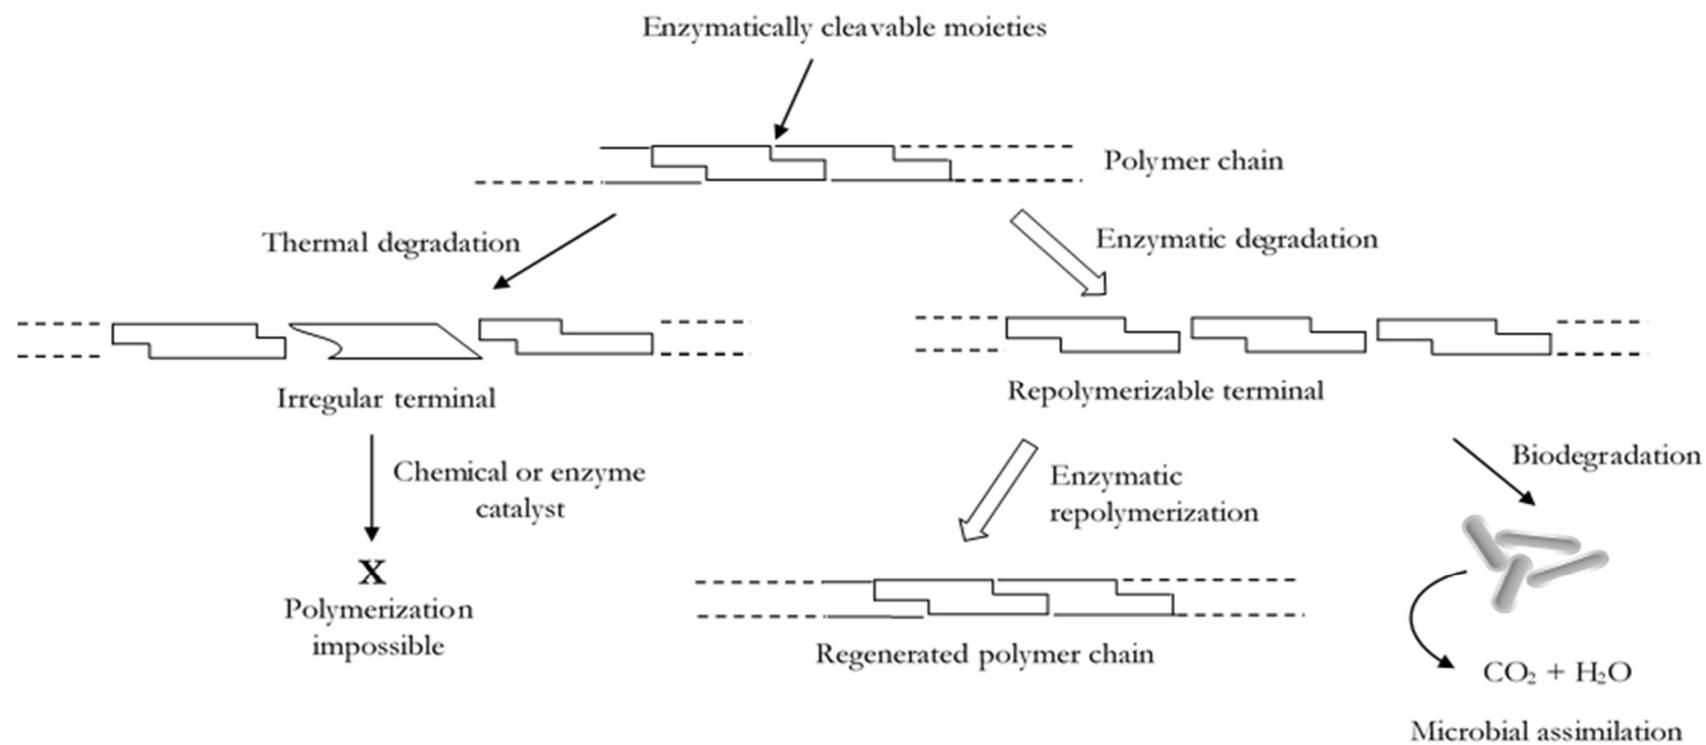 Enzymatically cleavable moieties
Polymer chain
Thermal degradation
Enzymatic degradation
Irregular terminal
Repolymerizable terminal
Chemical or enzyme
catalyst
Enzymatic
repolymerization
Biodegradation
X
Polymerization
impossible
Regenerated polymer chain
CO₂ + H₂O
Microbial assimilation